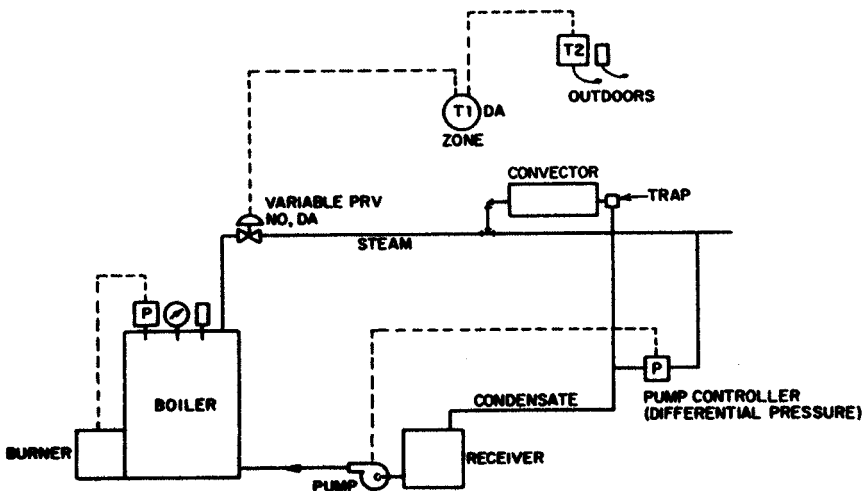 T2
OUTDOORS
T1 DA
ZONE
CONVECTOR
TRAP
VARIABLE PRV
NO, DA
STEAM
P
BOILER
BURNER
P
PUMP CONTROLLER
(DIFFERENTIAL PRESSURE)
CONDENSATE
RECEIVER
PUMP